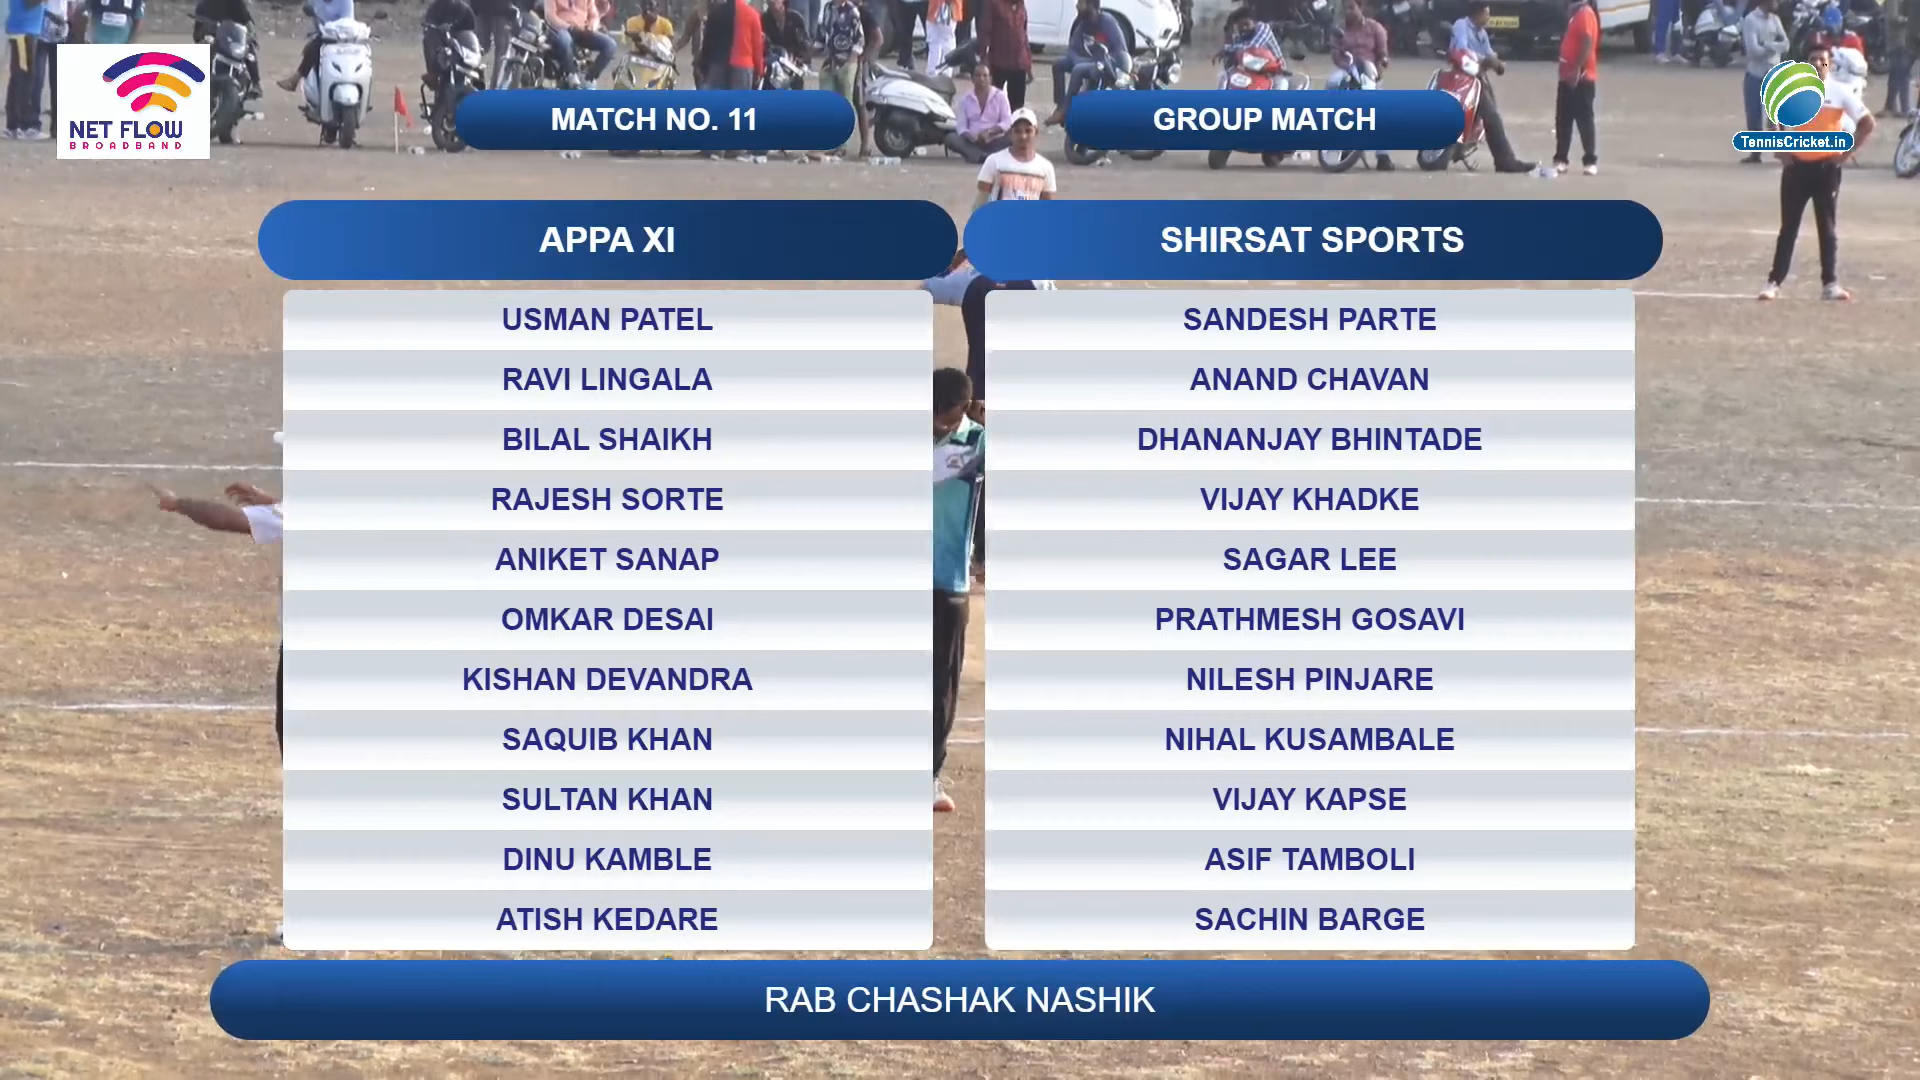 NET FLOW
BROADBAND
MATCH NO. 11
GROUP MATCH
TennisCricket.in
APPA XI
SHIRSAT SPORTS
USMAN PATEL
SANDESH PARTE
RAVI LINGALA
ANAND CHAVAN
BILAL SHAIKH
DHANANJAY BHINTADE
RAJESH SORTE
VIJAY KHADKE
ANIKET SANAP
SAGAR LEE
OMKAR DESAI
PRATHMESH GOSAVI
KISHAN DEVANDRA
NILESH PINJARE
SAQUIB KHAN
NIHAL KUSAMBALE
SULTAN KHAN
VIJAY KAPSE
DINU KAMBLE
ASIF TAMBOLI
ATISH KEDARE
SACHIN BARGE
RAB CHASHAK NASHIK